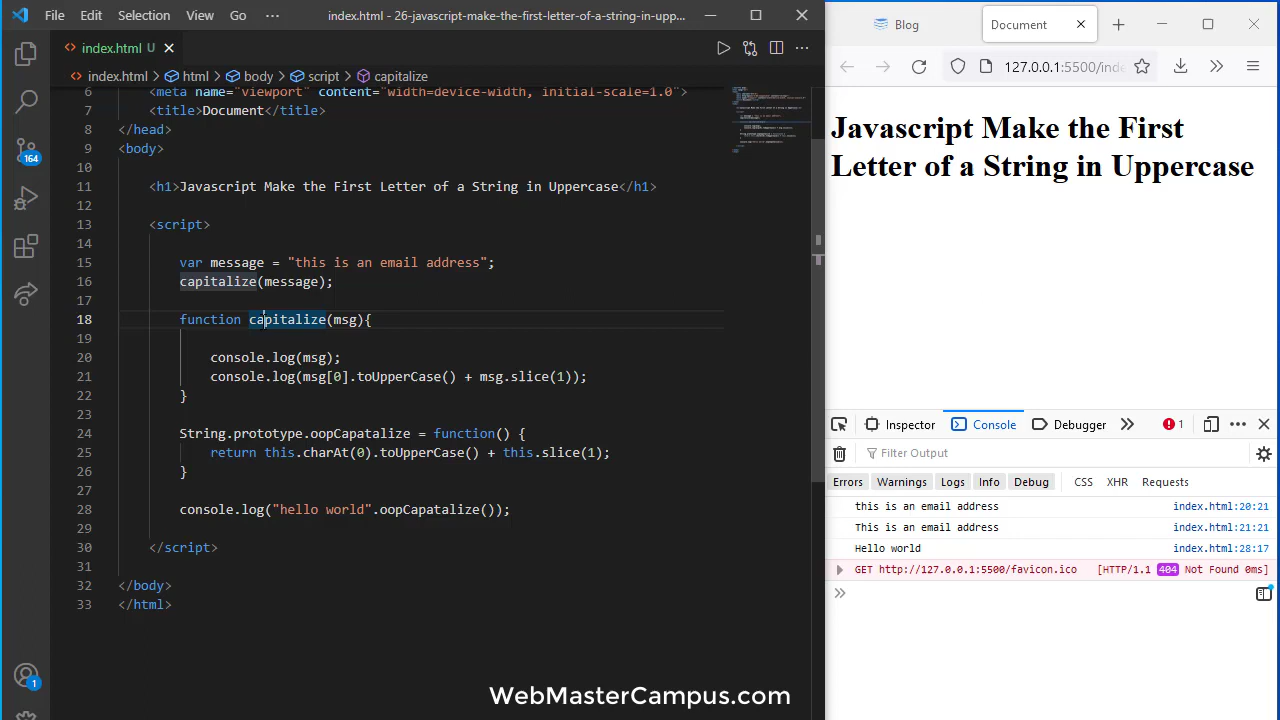 File Edit Selection View Go ··· index.html - 26-javascript-make-the-first-letter-of-a-string-in-upp...
index.html U
index.html > html > body > script > capitalize
6 <meta name="viewport" content="width=device-width, initial-scale=1.0">
7 <title>Document</title>
8 </head>
9 <body>
10
11 <h1>Javascript Make the First Letter of a String in Uppercase</h1>
12
13 <script>
14
15 var message = "this is an email address";
16 capitalize(message);
17
18 function capitalize(msg){
19
20 console.log(msg);
21 console.log(msg[0].toUpperCase() + msg.slice(1));
22 }
23
24 String.prototype.oopCapatalize = function() {
25 return this.charAt(0).toUpperCase() + this.slice(1);
26 }
27
28 console.log("hello world".oopCapatalize());
29
30 </script>
31
32 </body>
33 </html>
164
1
WebMasterCampus.com
Blog Document
127.0.0.1:5500/inde
Javascript Make the First
Letter of a String in Uppercase
Inspector Console Debugger 1
Filter Output
Errors Warnings Logs Info Debug CSS XHR Requests
this is an email address index.html:20:21
This is an email address index.html:21:21
Hello world index.html:28:17
GET http://127.0.0.1:5500/favicon.ico [HTTP/1.1 404 Not Found 0ms]